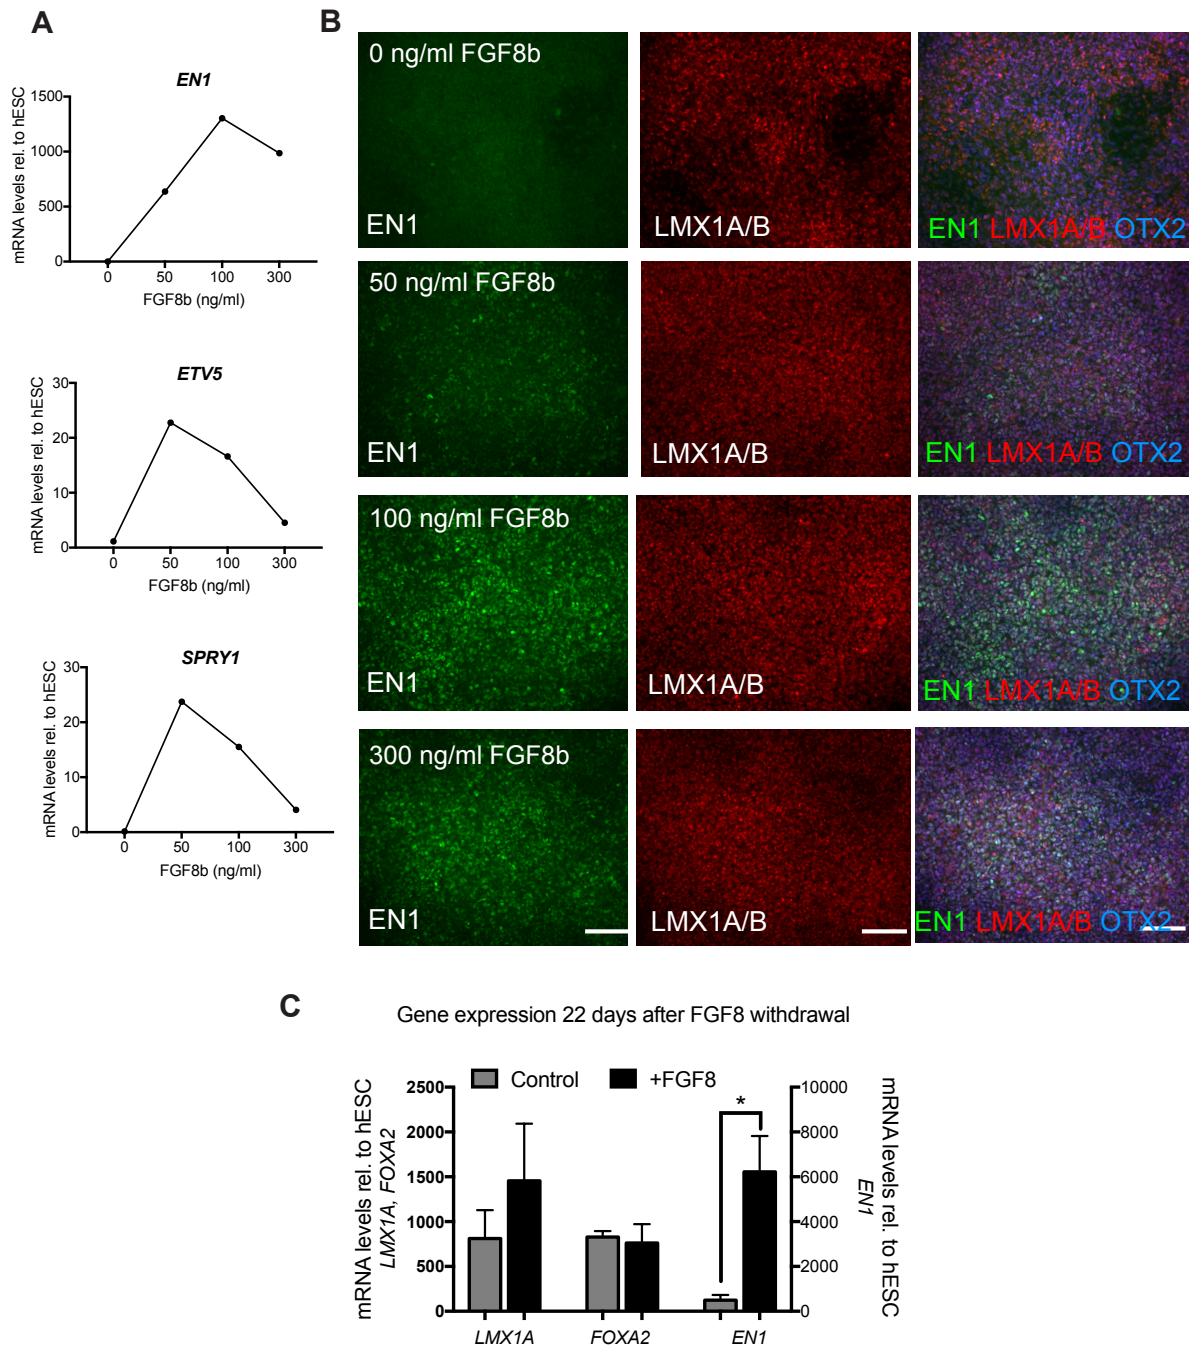 A
EN1
mRNA levels rel. to hESC
1500
1000
500
0
0 50 100 300
FGF8b (ng/ml)
ETV5
mRNA levels rel. to hESC
30
20
10
0
0 50 100 300
FGF8b (ng/ml)
SPRY1
mRNA levels rel. to hESC
30
20
10
0
0 50 100 300
FGF8b (ng/ml)
B
0 ng/ml FGF8b
EN1
LMX1A/B
EN1 LMX1A/B OTX2
50 ng/ml FGF8b
EN1
LMX1A/B
EN1 LMX1A/B OTX2
100 ng/ml FGF8b
EN1
LMX1A/B
EN1 LMX1A/B OTX2
300 ng/ml FGF8b
EN1
LMX1A/B
EN1 LMX1A/B OTX2
C
Gene expression 22 days after FGF8 withdrawal
Control +FGF8
mRNA levels rel. to hESC
LMX1A, FOXA2
2500
2000
1500
1000
500
0
*
10000
8000
6000
4000
2000
0
mRNA levels rel. to hESC
EN1
LMX1A FOXA2 EN1